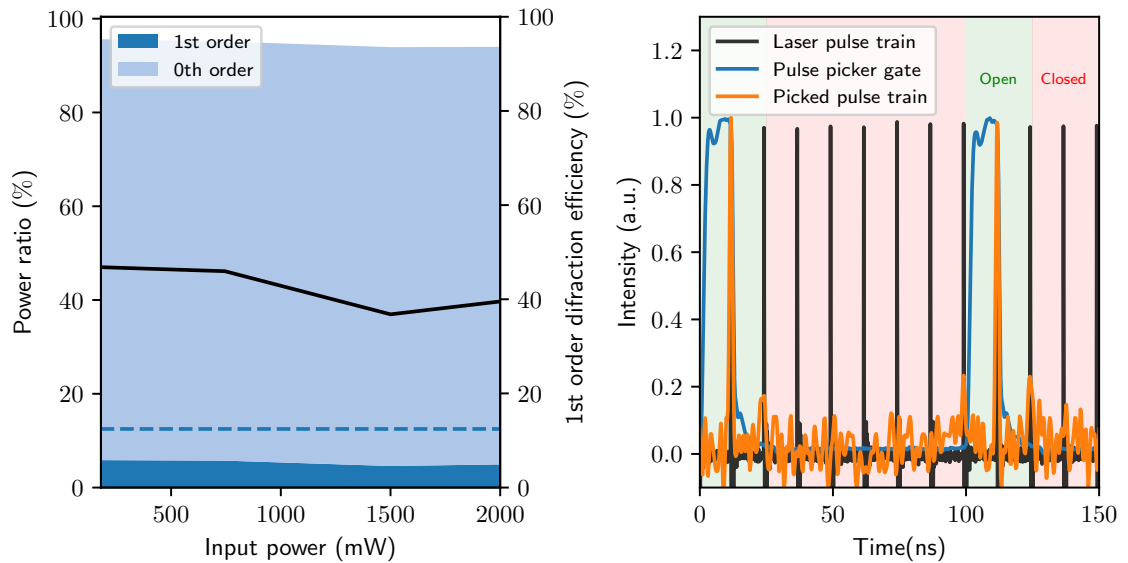 1st order
0th order
Power ratio (%)
0
20
40
60
80
100
500
1000
1500
2000
Input power (mW)
0
20
40
60
80
100
1st order difraction efficiency (%)
Laser pulse train
Pulse picker gate
Picked pulse train
Open
Closed
Intensity (a.u.)
0.0
0.2
0.4
0.6
0.8
1.0
1.2
0
50
100
150
Time(ns)